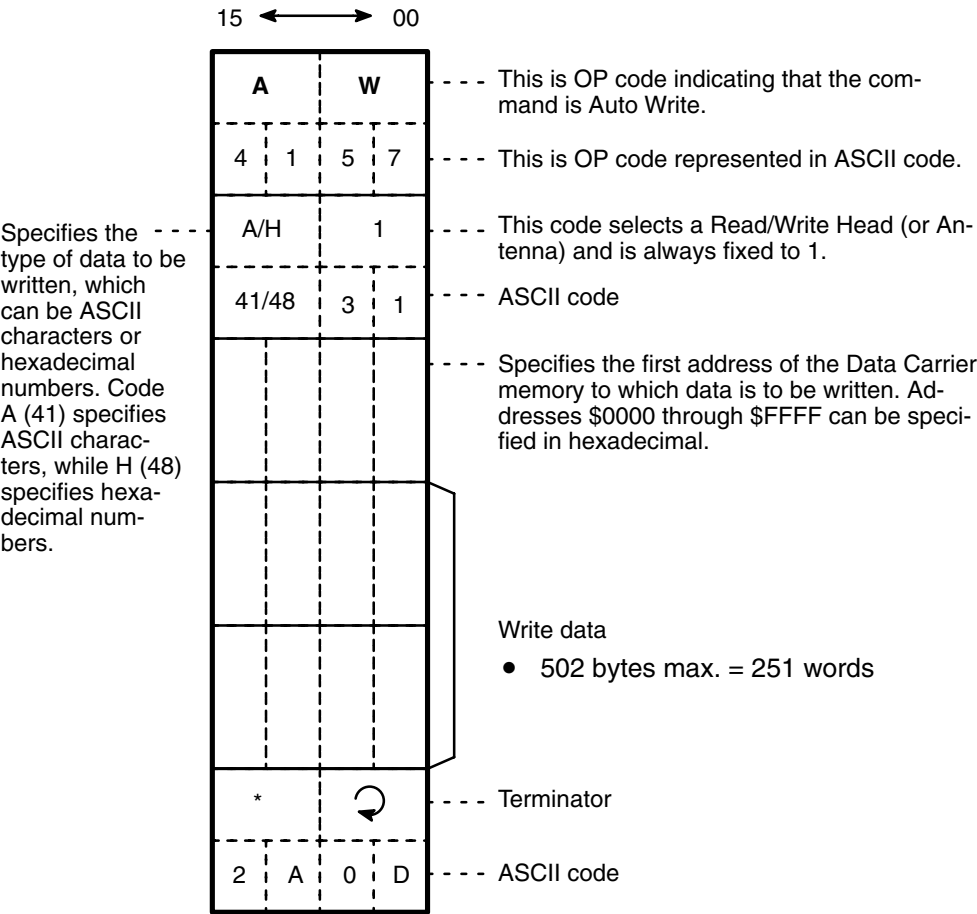 15 00
A W
This is OP code indicating that the com-
mand is Auto Write.
4 1 5 7
This is OP code represented in ASCII code.
Specifies the
type of data to be
written, which
can be ASCII
characters or
hexadecimal
numbers. Code
A (41) specifies
ASCII charac-
ters, while H (48)
specifies hexa-
decimal num-
bers.
A/H 1
This code selects a Read/Write Head (or An-
tenna) and is always fixed to 1.
41/48 3 1
ASCII code
Specifies the first address of the Data Carrier
memory to which data is to be written. Ad-
dresses $0000 through $FFFF can be speci-
fied in hexadecimal.
Write data
• 502 bytes max. = 251 words
*
Terminator
2 A 0 D
ASCII code